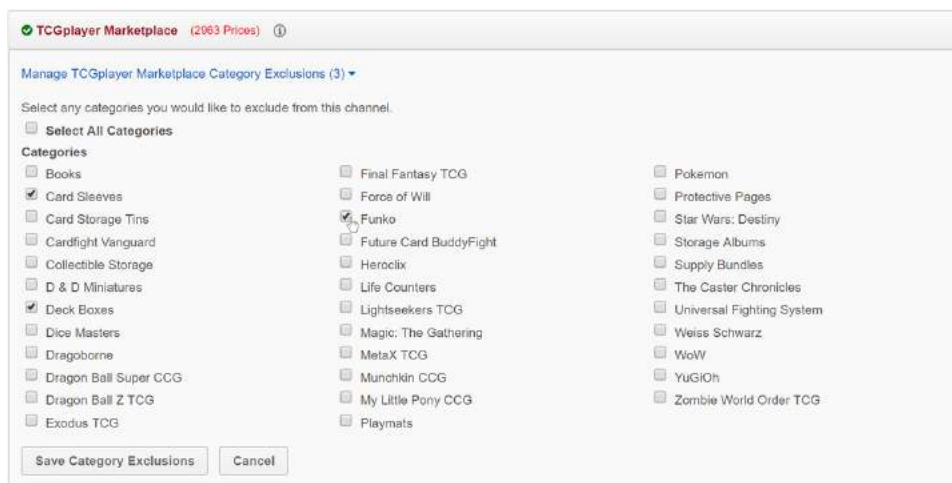 TCGplayer Marketplace (2963 Prices)
Manage TCGplayer Marketplace Category Exclusions (3)
Select any categories you would like to exclude from this channel.
Select All Categories
Categories
Books
Card Sleeves
Card Storage Tins
Cardfight Vanguard
Collectible Storage
D & D Miniatures
Deck Boxes
Dice Masters
Dragoborne
Dragon Ball Super CCG
Dragon Ball Z TCG
Exodus TCG
Final Fantasy TCG
Force of Will
Funko
Future Card BuddyFight
Heroclix
Life Counters
Lightseekers TCG
Magic: The Gathering
MetaX TCG
Munchkin CCG
My Little Pony CCG
Playmats
Pokemon
Protective Pages
Star Wars: Destiny
Storage Albums
Supply Bundles
The Caster Chronicles
Universal Fighting System
Weiss Schwarz
WoW
YuGiOh
Zombie World Order TCG
Save Category Exclusions
Cancel